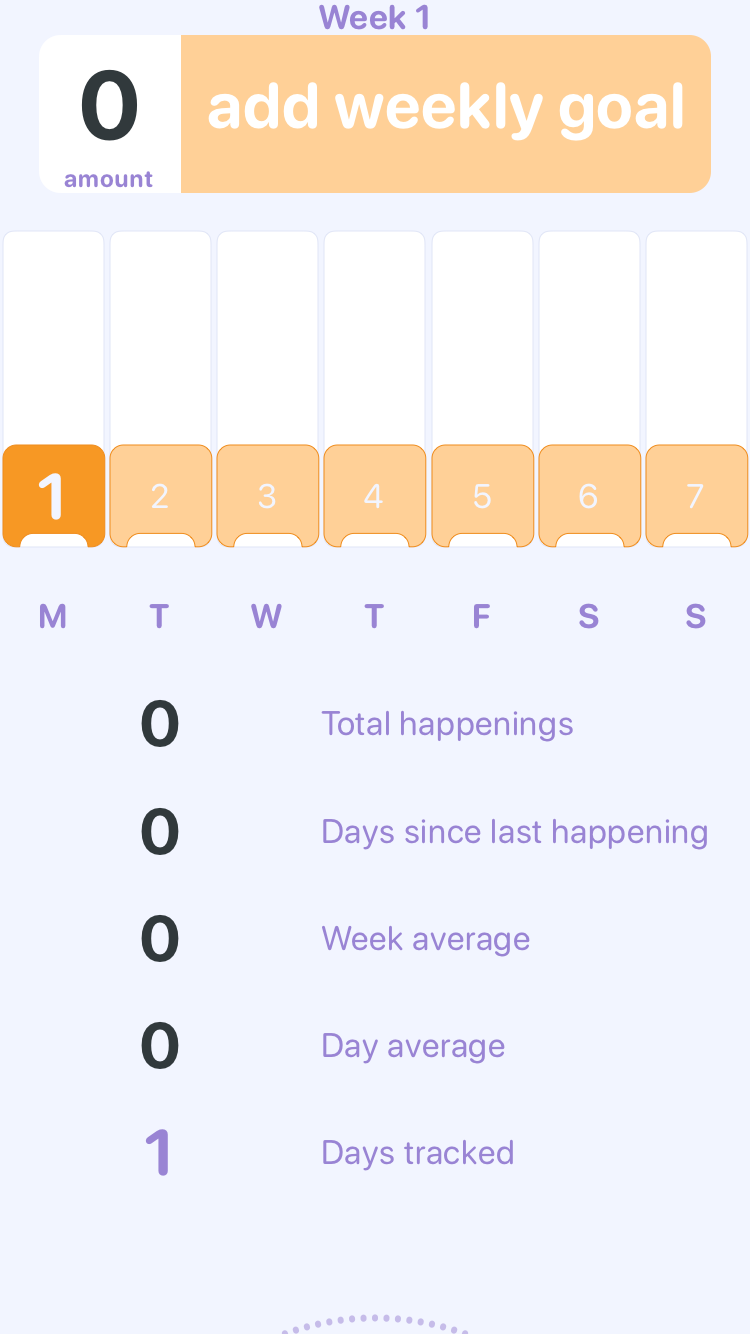 Week 1
0 add weekly goal
amount
1 2 3 4 5 6 7
M T W T F S S
0 Total happenings
0 Days since last happening
0 Week average
0 Day average
1 Days tracked